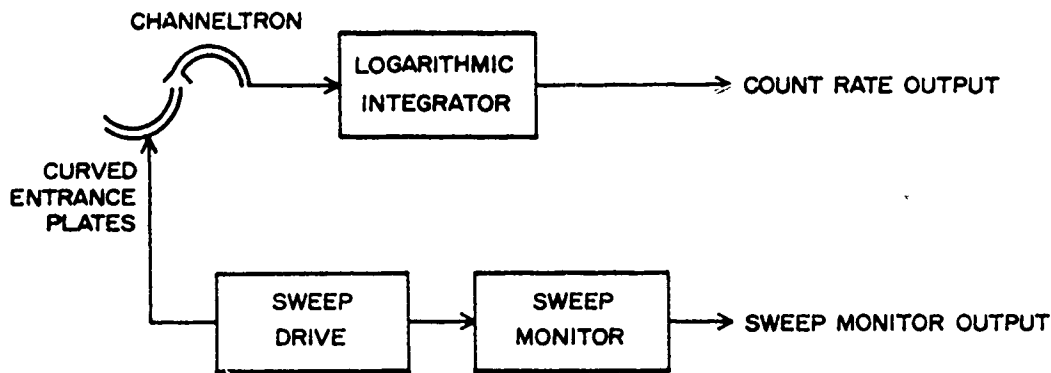 CHANNELTRON
LOGARITHMIC
INTEGRATOR
COUNT RATE OUTPUT
CURVED
ENTRANCE
PLATES
SWEEP
DRIVE
SWEEP
MONITOR
SWEEP MONITOR OUTPUT